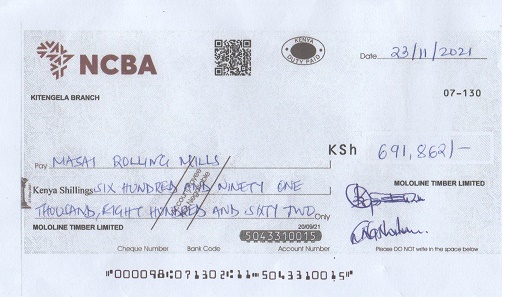 NCBA
KENYA
DUTY PAID
Date 23/11/2021
KITENGELA BRANCH
07-130
Pay MASAI ROLLING MILLS
KSh 691,862/-
Kenya Shillings SIX HUNDRED AND NINETY ONE
THOUSAND, EIGHT HUNDRED AND SIXTY TWO Only
MOLOLINE TIMBER LIMITED
MOLOLINE TIMBER LIMITED
20/09/21
5043310015
Cheque Number Bank Code Account Number Please DO NOT write in the space below
"000098:071302:11=5043310015"